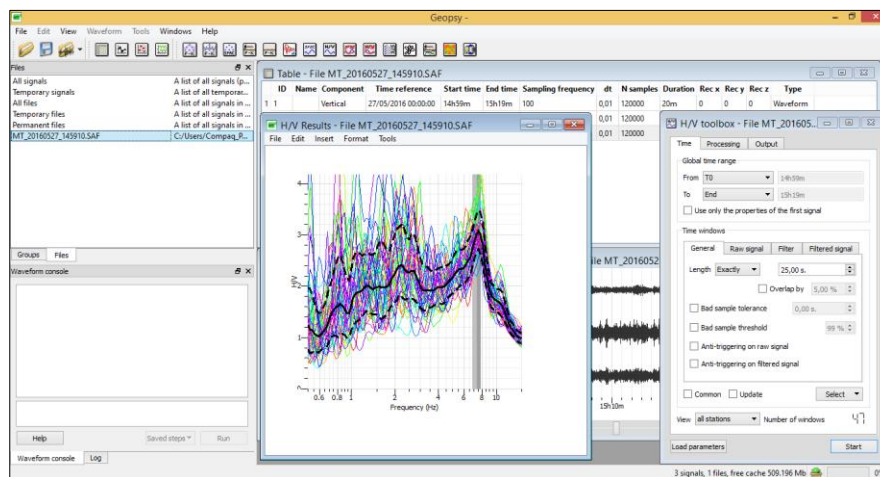 Geopsy -
File Edit View Waveform Tools Windows Help
Files
All signals A list of all signals (p...
Temporary signals A list of all temporar...
All files A list of all signals in ...
Temporary files A list of all signals in ...
Permanent files A list of all signals in ...
MT_20160527_145910.SAF C:/Users/Compaq_P...
Groups Files
Waveform console
Help Saved steps Run
Waveform console Log
Table - File MT_20160527_145910.SAF
ID Name Component Time reference Start time End time Sampling frequency dt N samples Duration Rec x Rec y Rec z Type
1 1 Vertical 27/05/2016 00:00:00 14h59m 15h19m 100 0,01 120000 20m 0 0 0 Waveform
0,01 120000
0,01 120000
H/V Results - File MT_20160527_145910.SAF
File Edit Insert Format Tools
4
3
H/V
2
1
0
0.6 0.8 1 2 4 6 8 10
Frequency (Hz)
ile MT_2016052
15h10m
H/V toolbox - File MT_201605...
Time Processing Output
Global time range
From T0 14h59m
To End 15h19m
Use only the properties of the first signal
Time windows
General Raw signal Filter Filtered signal
Length Exactly 25,00 s.
Overlap by 5,00 %
Bad sample tolerance 0,00 s.
Bad sample threshold 99 %
Anti-triggering on raw signal
Anti-triggering on filtered signal
Common Update Select
View all stations Number of windows 47
Load parameters Start
3 signals, 1 files, free cache 509.196 Mb 0%